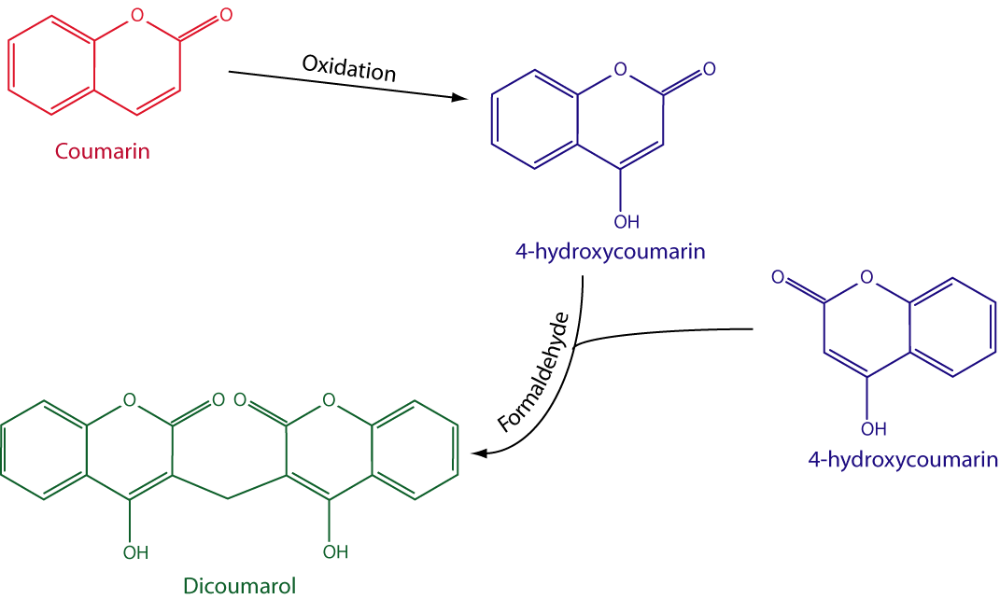 O
O
Oxidation
O
O
Coumarin
OH
4-hydroxycoumarin
O
O
Formaldehyde
OH
4-hydroxycoumarin
O
O
O
O
OH
OH
Dicoumarol